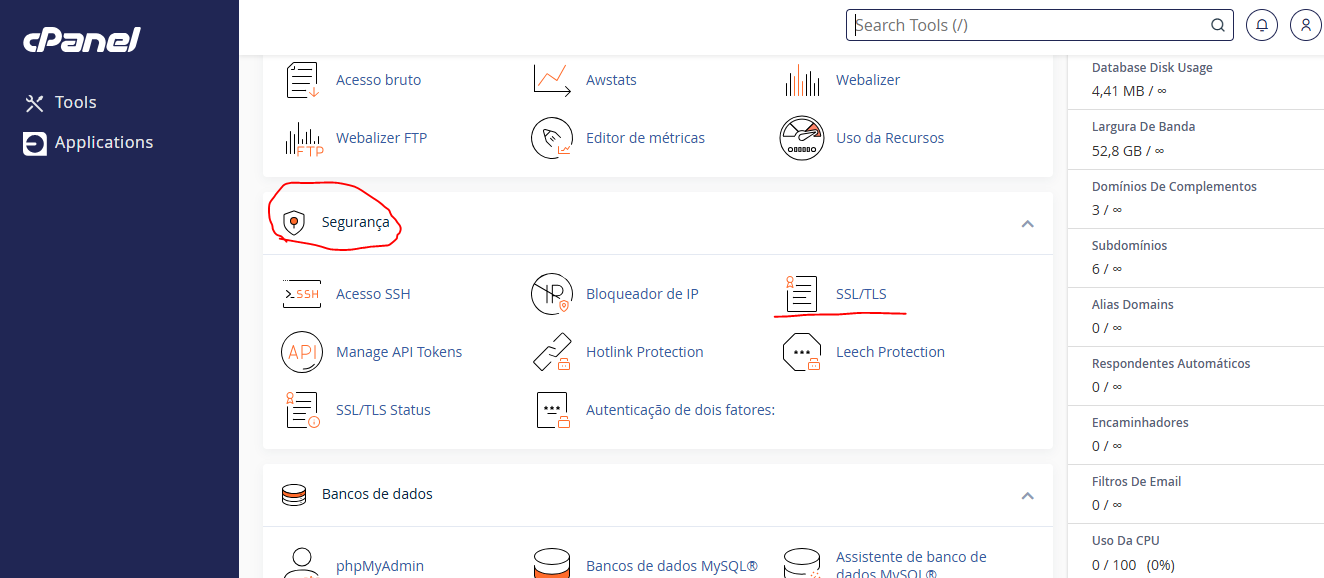 cPanel
Search Tools (/)
Tools
Applications
Acesso bruto
Awstats
Webalizer
FTP
Webalizer FTP
Editor de métricas
Uso da Recursos
Segurança
>_SSH
Acesso SSH
IP
Bloqueador de IP
SSL/TLS
API
Manage API Tokens
Hotlink Protection
Leech Protection
SSL/TLS Status
Autenticação de dois fatores:
Bancos de dados
phpMyAdmin
Bancos de dados MySQL®
Assistente de banco de
dados MySQL®
Database Disk Usage
4,41 MB / ∞
Largura De Banda
52,8 GB / ∞
Domínios De Complementos
3 / ∞
Subdomínios
6 / ∞
Alias Domains
0 / ∞
Respondentes Automáticos
0 / ∞
Encaminhadores
0 / ∞
Filtros De Email
0 / ∞
Uso Da CPU
0 / 100 (0%)